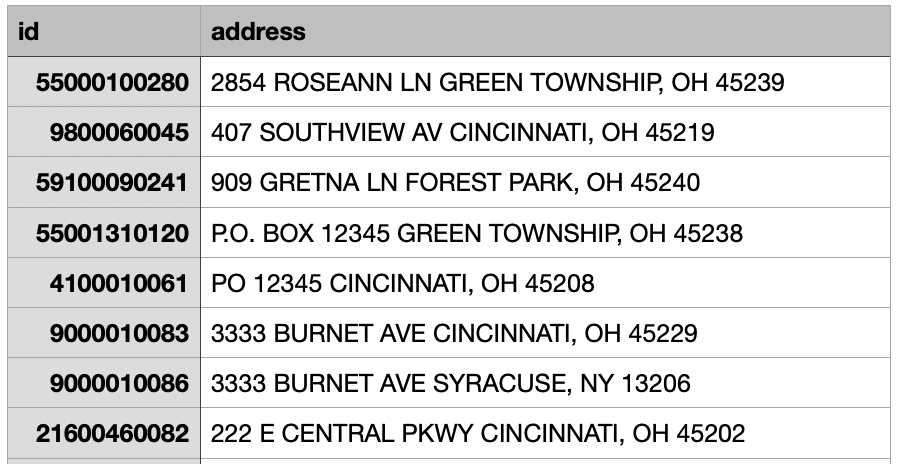 id address
55000100280 2854 ROSEANN LN GREEN TOWNSHIP, OH 45239
9800060045 407 SOUTHVIEW AV CINCINNATI, OH 45219
59100090241 909 GRETNA LN FOREST PARK, OH 45240
55001310120 P.O. BOX 12345 GREEN TOWNSHIP, OH 45238
4100010061 PO 12345 CINCINNATI, OH 45208
9000010083 3333 BURNET AVE CINCINNATI, OH 45229
9000010086 3333 BURNET AVE SYRACUSE, NY 13206
21600460082 222 E CENTRAL PKWY CINCINNATI, OH 45202